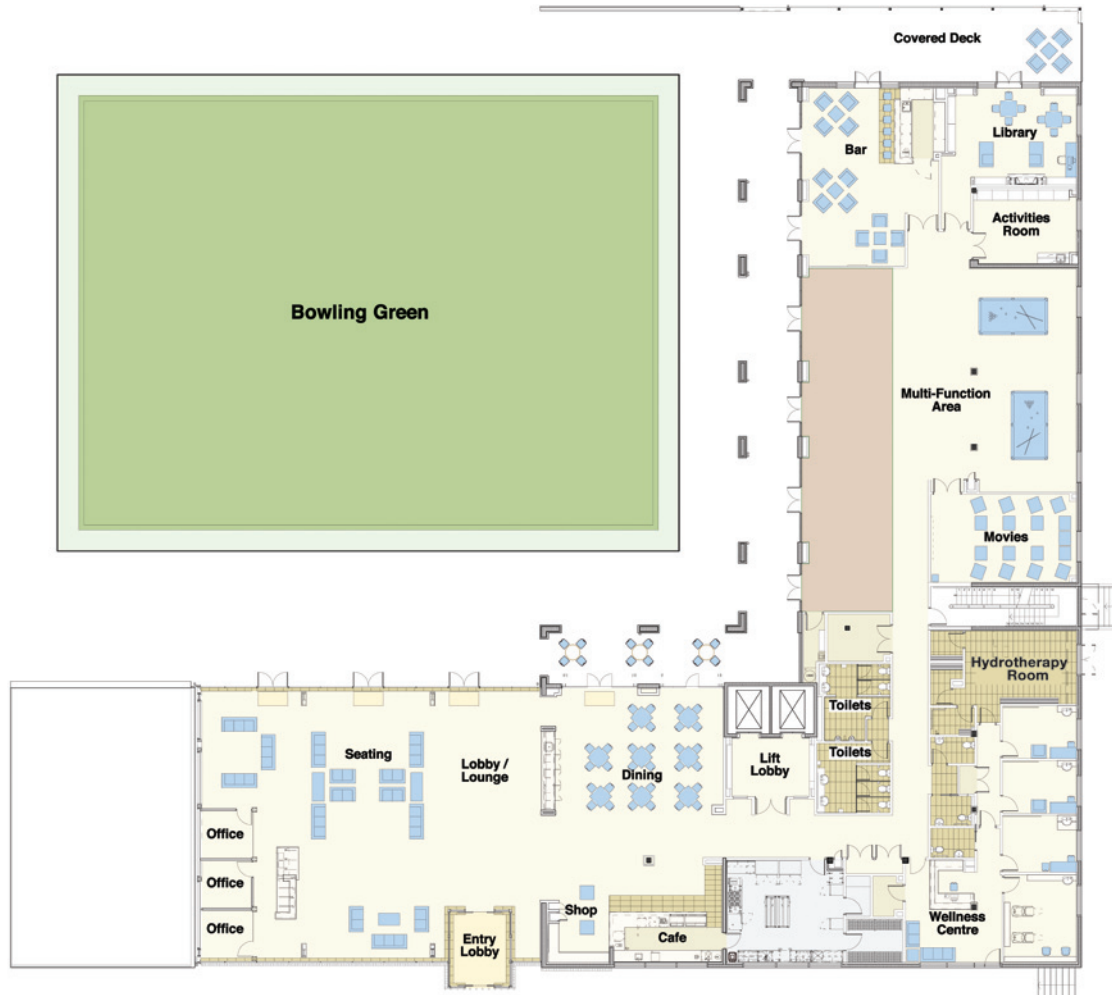 Covered Deck
Bar
Library
Activities
Room
Bowling Green
Multi-Function
Area
Movies
Hydrotherapy
Room
Toilets
Toilets
Seating
Lobby /
Lounge
Dining
Lift
Lobby
Office
Office
Office
Shop
Entry
Lobby
Cafe
Wellness
Centre